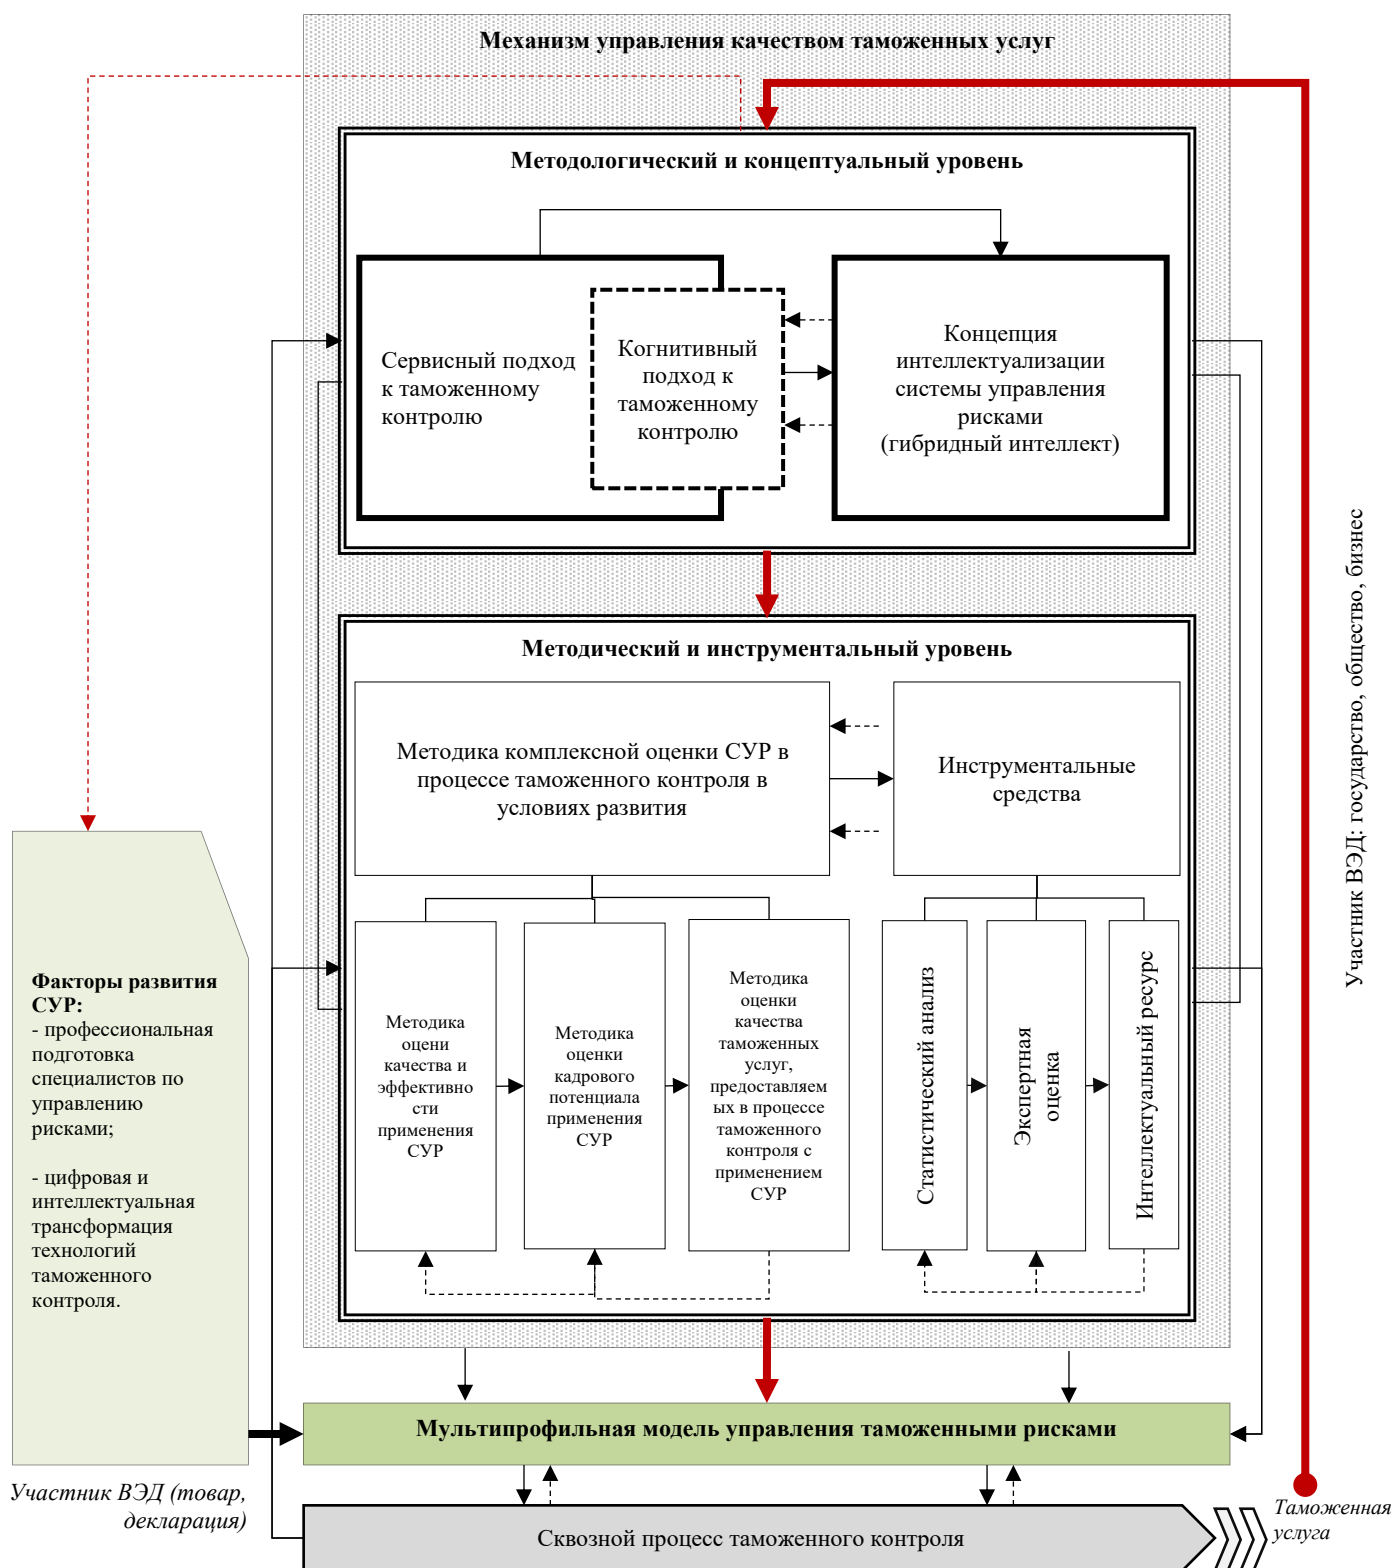 Механизм управления качеством таможенных услуг
Методологический и концептуальный уровень
Сервисный подход
к таможенному
контролю
Когнитивный
подход к
таможенному
контролю
Концепция
интеллектуализации
системы управления
рисками
(гибридный интеллект)
Методический и инструментальный уровень
Методика комплексной оценки СУР в
процессе таможенного контроля в
условиях развития
Инструментальные
средства
Методика
оцени
качества и
эффективно
сти
применения
СУР
Методика
оценки
кадрового
потенциала
применения
СУР
Методика
оценки
качества
таможенных
услуг,
предоставляем
ых в процессе
таможенного
контроля с
применением
СУР
Статистический анализ
Экспертная
оценка
Интеллектуальный ресурс
Факторы развития
СУР:
- профессиональная
подготовка
специалистов по
управлению
рисками;
- цифровая и
интеллектуальная
трансформация
технологий
таможенного
контроля.
Участник ВЭД: государство, общество, бизнес
Мультипрофильная модель управления таможенными рисками
Участник ВЭД (товар,
декларация)
Сквозной процесс таможенного контроля
Таможенная
услуга